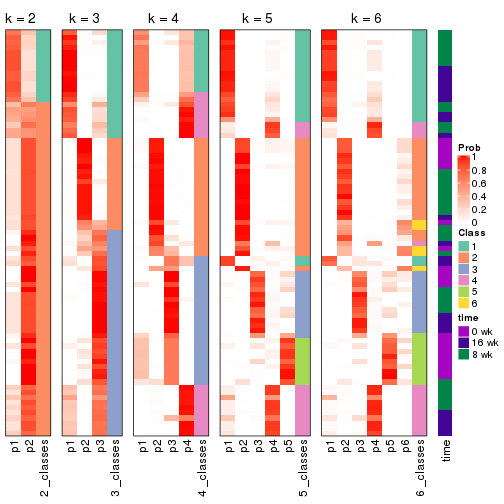 k = 2 k = 3 k = 4 k = 5 k = 6
Prob
1
0.8
0.6
0.4
0.2
0
Class
1
2
3
4
5
6
time
0 wk
16 wk
8 wk
p1 p2 2_classes p1 p2 p3 3_classes p1 p2 p3 p4 4_classes p1 p2 p3 p4 p5 5_classes p1 p2 p3 p4 p5 p6 6_classes time